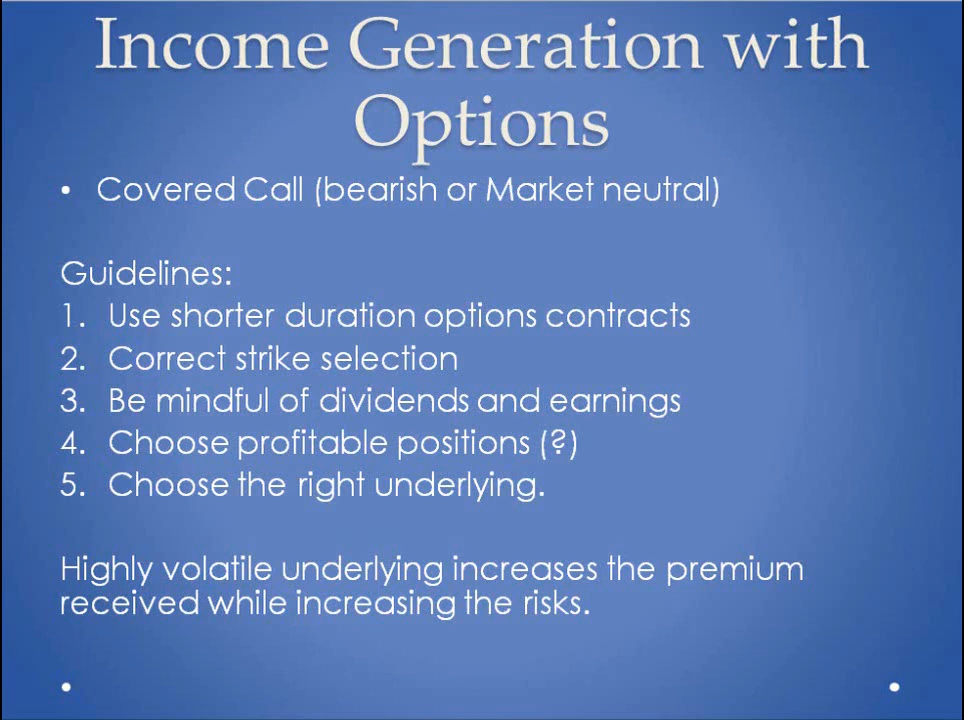 Income Generation with
Options
• Covered Call (bearish or Market neutral)
Guidelines:
1. Use shorter duration options contracts
2. Correct strike selection
3. Be mindful of dividends and earnings
4. Choose profitable positions (?)
5. Choose the right underlying.
Highly volatile underlying increases the premium
received while increasing the risks.